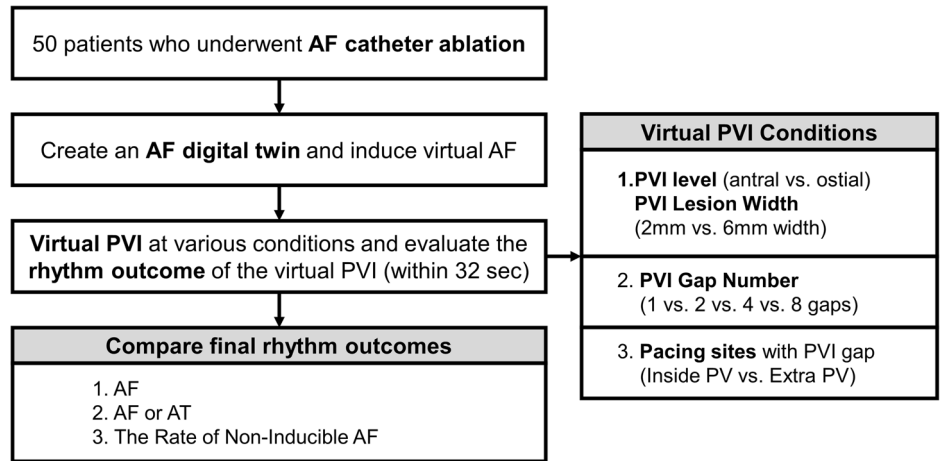 50 patients who underwent AF catheter ablation
Create an AF digital twin and induce virtual AF
Virtual PVI at various conditions and evaluate the
rhythm outcome of the virtual PVI (within 32 sec)
Compare final rhythm outcomes
1. AF
2. AF or AT
3. The Rate of Non-Inducible AF
Virtual PVI Conditions
1.PVI level (antral vs. ostial)
PVI Lesion Width
(2mm vs. 6mm width)
2. PVI Gap Number
(1 vs. 2 vs. 4 vs. 8 gaps)
3. Pacing sites with PVI gap
(Inside PV vs. Extra PV)